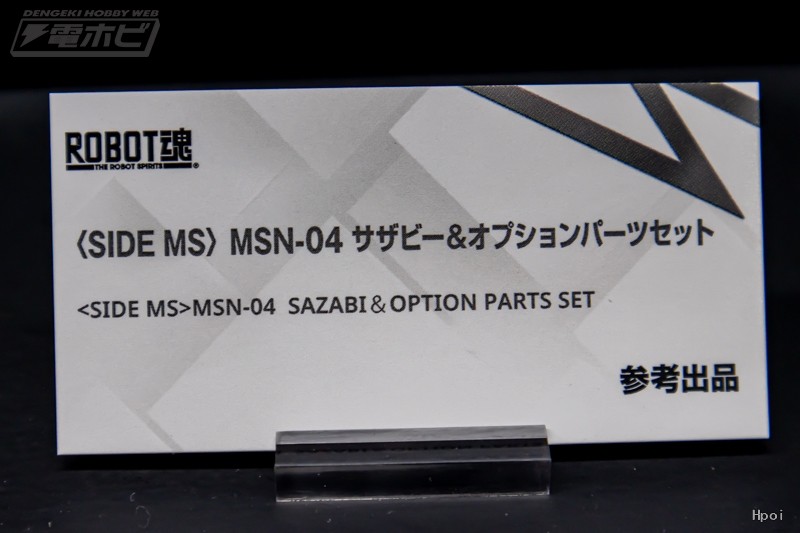 DENGEKI HOBBY WEB
電ホビ
ROBOT魂
THE ROBOT SPIRITS®
〈SIDE MS〉 MSN-04 サザビー&オプションパーツセット
<SIDE MS>MSN-04 SAZABI&OPTION PARTS SET
参考出品
Hpoi